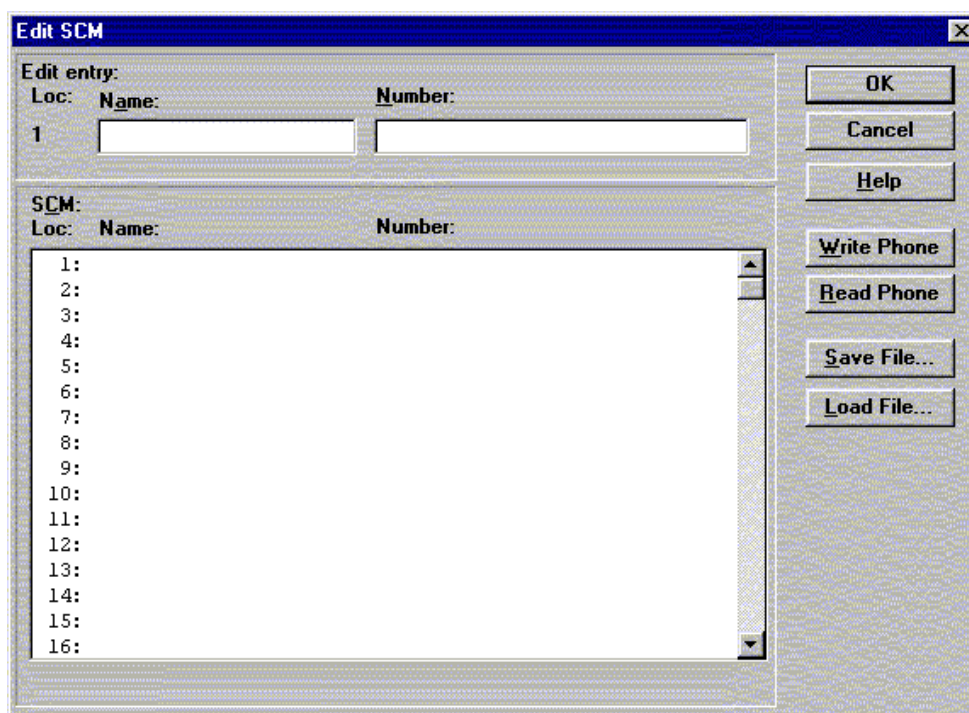 Edit SCM
Edit entry:
Loc: Name: Number:
1
SCM:
Loc: Name: Number:
1:
2:
3:
4:
5:
6:
7:
8:
9:
10:
11:
12:
13:
14:
15:
16:
OK
Cancel
Help
Write Phone
Read Phone
Save File...
Load File...